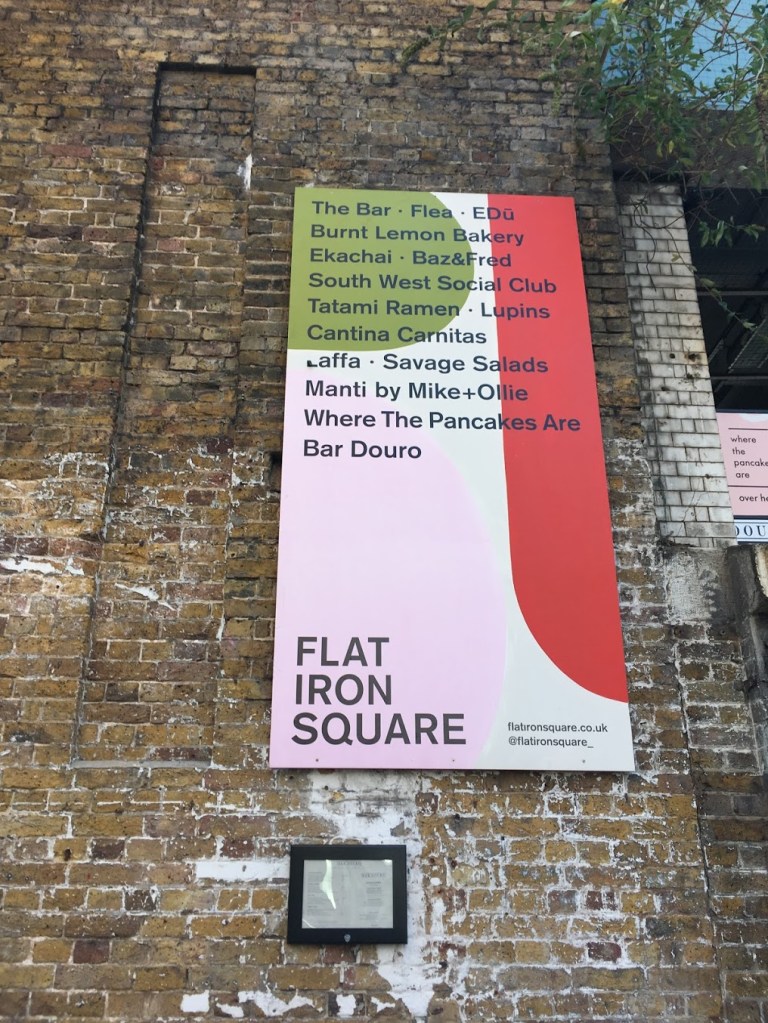 The Bar · Flea · EDŪ
Burnt Lemon Bakery
Ekachai · Baz&Fred
South West Social Club
Tatami Ramen · Lupins
Cantina Carnitas
Laffa · Savage Salads
Manti by Mike+Ollie
Where The Pancakes Are
Bar Douro
FLAT
IRON
SQUARE
flatironsquare.co.uk
@flatironsquare_
where
the
pancake
are
over he